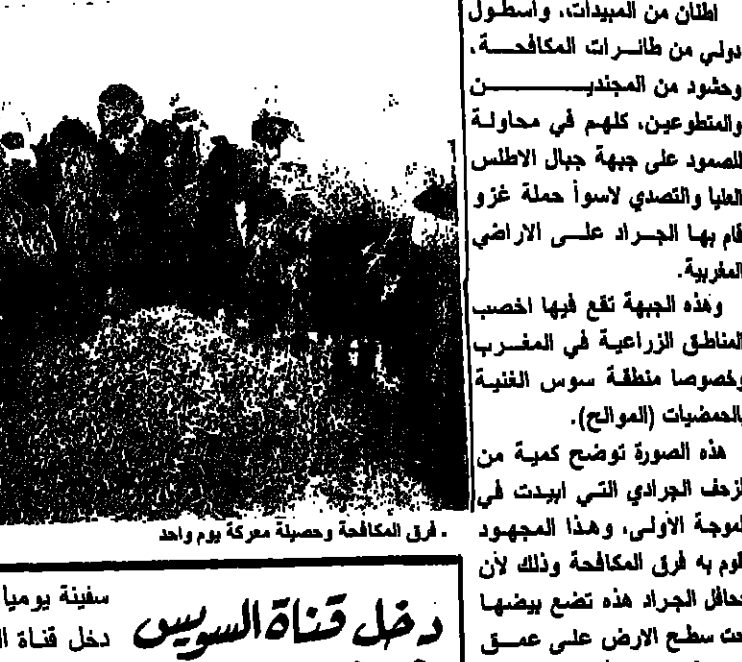 اطنان من المبيدات، واسطول
دولي من طائرات المكافحة،
وحشود من المجندين
والمتطوعين، كلهم في محاولة
للصمود على جبهة جبال الاطلس
العليا والتصدي لاسوأ حملة غزو
قام بها الجراد على الاراضي
المغربية.
وهذه الجبهة تقع فيها اخصب
المناطق الزراعية في المغرب
وخصوصا منطقة سوس الغنية
بالحمضيات (الموالح).
هذه الصورة توضح كمية من
الزحف الجرادي التي ابيدت في
الموجة الأولى، وهذا المجهود
به فرق المكافحة وذلك لأن
جحافل الجراد هذه تضع بيضها
تحت سطح الارض على عمق
. فرق المكافحة وحصيلة معركة يوم واحد
دخل قناة السويس
سفينة يوميا
دخل قناة